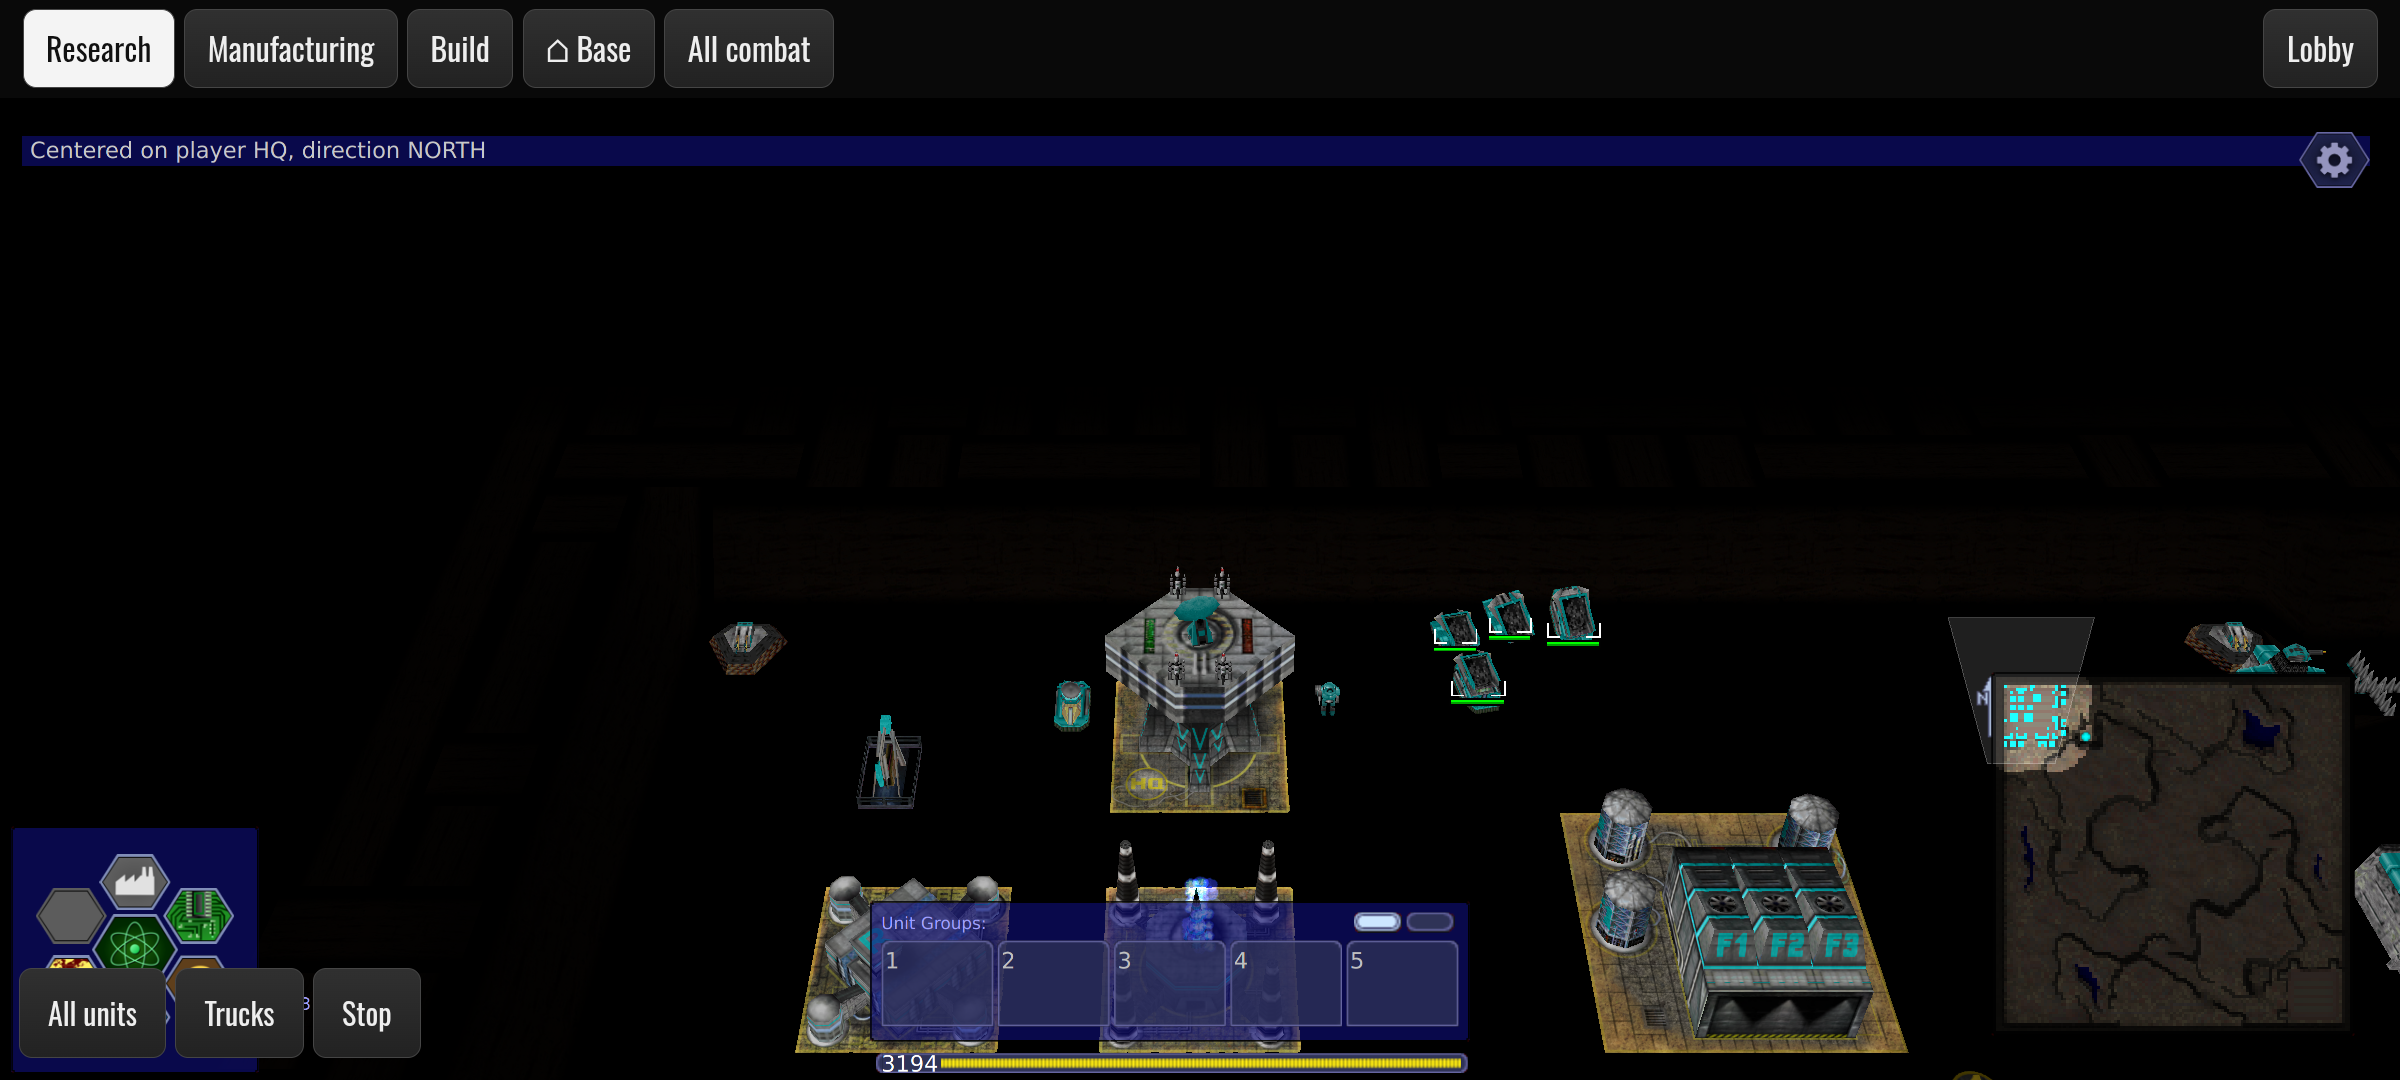 Research
Manufacturing
Build
Base
All combat
Lobby
Centered on player HQ, direction NORTH
N
HQ
F1 F2 F3
Unit Groups:
1
2
3
4
5
All units
Trucks
3
Stop
3194